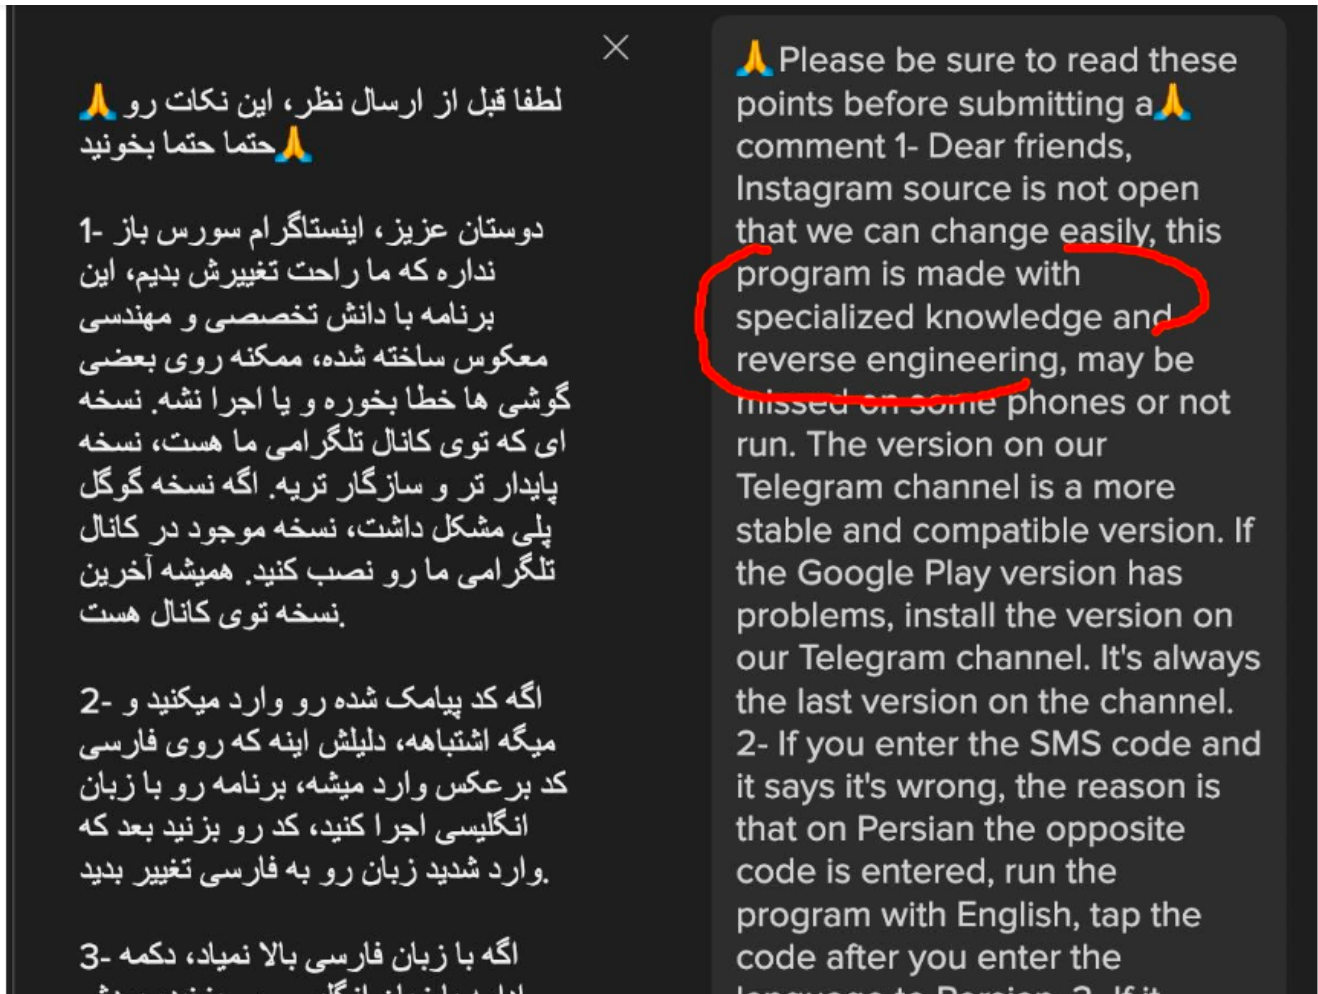 🙏 لطفا قبل از ارسال نظر، این نکات رو
حتما حتما بخونید🙏
1- دوستان عزیز، اینستاگرام سورس باز
نداره که ما راحت تغییرش بدیم، این
برنامه با دانش تخصصی و مهندسی
معکوس ساخته شده، ممکنه روی بعضی
گوشی ها خطا بخوره و یا اجرا نشه. نسخه
ای که توی کانال تلگرامی ما هست، نسخه
پایدار تر و سازگار تریه. اگه نسخه گوگل
پلی مشکل داشت، نسخه موجود در کانال
تلگرامی ما رو نصب کنید. همیشه آخرین
نسخه توی کانال هست.
2- اگه کد پیامک شده رو وارد میکنید و
میگه اشتباهه، دلیلش اینه که روی فارسی
کد برعکس وارد میشه، برنامه رو با زبان
انگلیسی اجرا کنید، کد رو بزنید بعد که
وارد شدید زبان رو به فارسی تغییر بدید.
3- اگه با زبان فارسی بالا نمیاد، دکمه
🙏Please be sure to read these
points before submitting a🙏
comment 1- Dear friends,
Instagram source is not open
that we can change easily, this
program is made with
specialized knowledge and
reverse engineering, may be
missed on some phones or not
run. The version on our
Telegram channel is a more
stable and compatible version. If
the Google Play version has
problems, install the version on
our Telegram channel. It's always
the last version on the channel.
2- If you enter the SMS code and
it says it's wrong, the reason is
that on Persian the opposite
code is entered, run the
program with English, tap the
code after you enter the
language to Persian. 3- If it